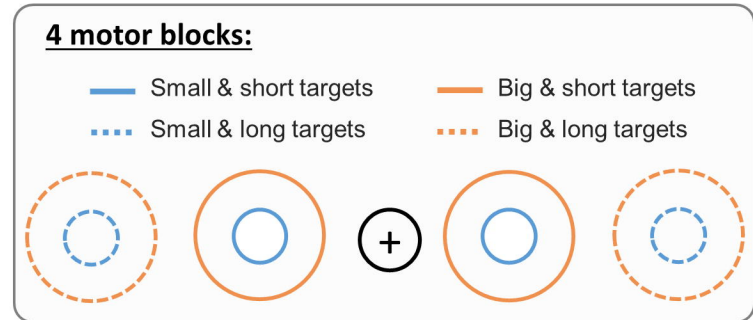 4 motor blocks:
Small & short targets
Big & short targets
Small & long targets
Big & long targets
+